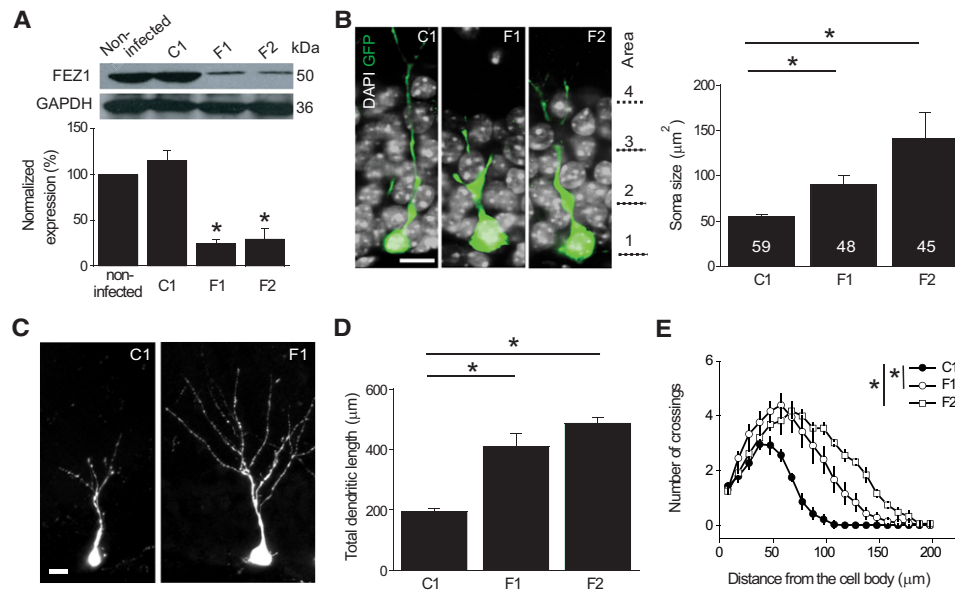 A
Non-infected C1 F1 F2 kDa
FEZ1 50
GAPDH 36
Normalized expression (%)
150
100
50
0
non-infected C1 F1 F2
* *
B
DAPI GFP
C1 F1 F2
Area
4
3
2
1
Soma size (μm²)
200
150
100
50
0
*
*
59 48 45
C1 F1 F2
C
C1 F1
D
Total dendritic length (μm)
600
400
200
0
*
*
C1 F1 F2
E
Number of crossings
6
4
2
0
0 50 100 150 200
Distance from the cell body (μm)
* *
C1
F1
F2